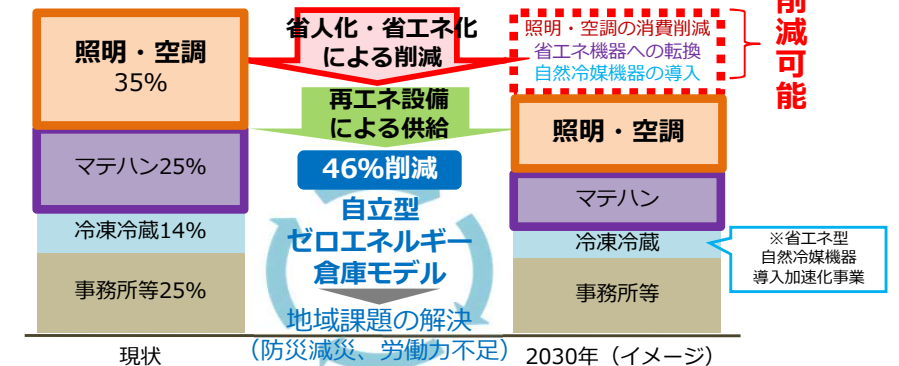 照明・空調
35%
マテハン25%
冷凍冷蔵14%
事務所等25%
現状
省人化・省エネ化
による削減
再エネ設備
による供給
46%削減
自立型
ゼロエネルギー
倉庫モデル
地域課題の解決
（防災減災、労働力不足）
照明・空調の消費削減
省エネ機器への転換
自然冷媒機器の導入
削減可能
照明・空調
マテハン
冷凍冷蔵
事務所等
2030年（イメージ）
※省エネ型
自然冷媒機器
導入加速化事業